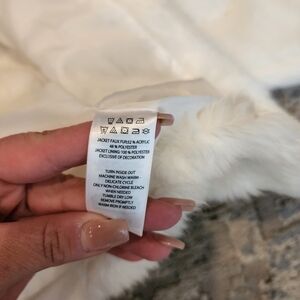 JACKET FAUX FUR:52 % ACRYLIC
48 % POLYESTER
JACKET LINING: 100 % POLYESTER
EXCLUSIVE OF DECORATION
TURN INSIDE OUT
MACHINE WASH WARM
DELICATE CYCLE
ONLY NON-CHLORINE BLEACH
WHEN NEEDED
TUMBLE DRY LOW
REMOVE PROMPTLY
WARM IRON IF NEEDED